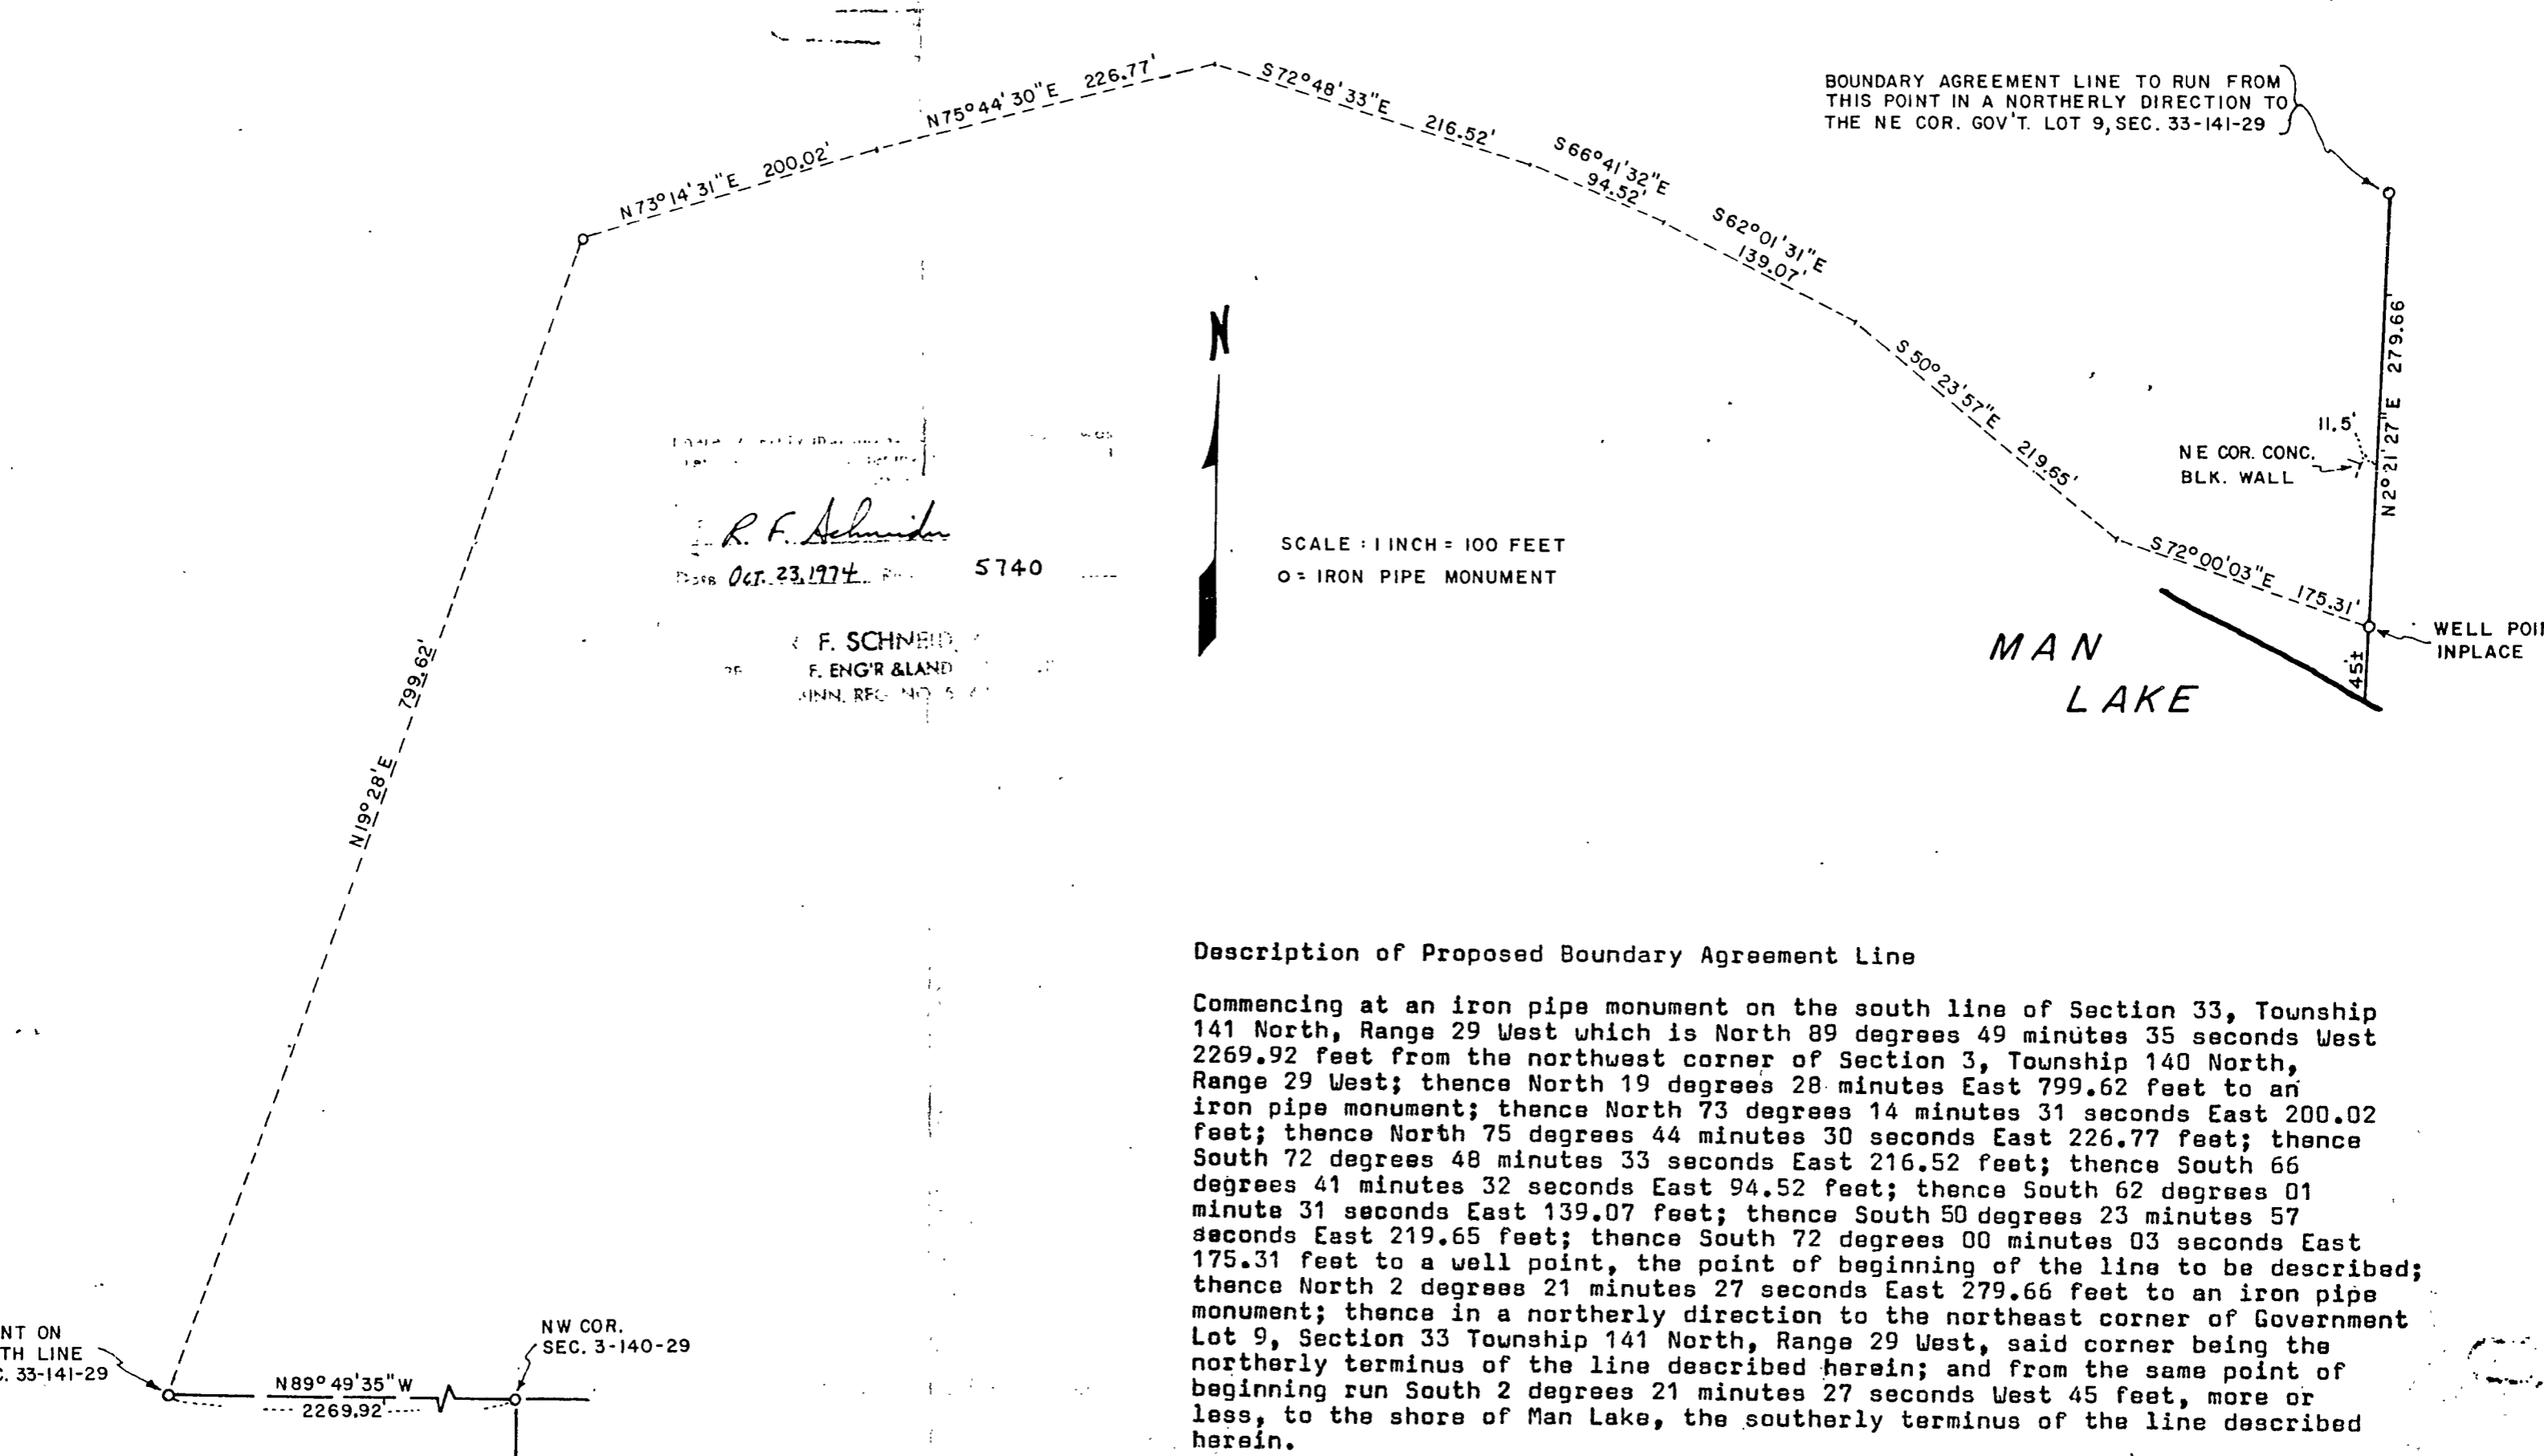 N75°44'30"E 226.77'
S72°48'33"E 216.52'
BOUNDARY AGREEMENT LINE TO RUN FROM
THIS POINT IN A NORTHERLY DIRECTION TO
THE NE COR. GOV'T. LOT 9, SEC. 33-141-29
N73°14'31"E 200.02'
S66°41'32"E
94.52'
S62°01'31"E
139.07'
N
S50°23'57"E 219.65'
N2°21'27"E 279.66'
11.5'
NE COR. CONC.
BLK. WALL
R. F. Schneider
Date Oct. 23, 1974
5740
SCALE : 1 INCH = 100 FEET
O = IRON PIPE MONUMENT
S72°00'03"E 175.31'
F. SCHNEID
F. ENG'R & LAND
MAN
LAKE
45'±
WELL POI
INPLACE
N19°28'E 799.62'
Description of Proposed Boundary Agreement Line
Commencing at an iron pipe monument on the south line of Section 33, Township
141 North, Range 29 West which is North 89 degrees 49 minutes 35 seconds West
2269.92 feet from the northwest corner of Section 3, Township 140 North,
Range 29 West; thence North 19 degrees 28 minutes East 799.62 feet to an
iron pipe monument; thence North 73 degrees 14 minutes 31 seconds East 200.02
feet; thence North 75 degrees 44 minutes 30 seconds East 226.77 feet; thence
South 72 degrees 48 minutes 33 seconds East 216.52 feet; thence South 66
degrees 41 minutes 32 seconds East 94.52 feet; thence South 62 degrees 01
minute 31 seconds East 139.07 feet; thence South 50 degrees 23 minutes 57
seconds East 219.65 feet; thence South 72 degrees 00 minutes 03 seconds East
175.31 feet to a well point, the point of beginning of the line to be described;
thence North 2 degrees 21 minutes 27 seconds East 279.66 feet to an iron pipe
monument; thence in a northerly direction to the northeast corner of Government
Lot 9, Section 33 Township 141 North, Range 29 West, said corner being the
northerly terminus of the line described herein; and from the same point of
beginning run South 2 degrees 21 minutes 27 seconds West 45 feet, more or
less, to the shore of Man Lake, the southerly terminus of the line described
herein.
NT ON
TH LINE
C. 33-141-29
N89°49'35"W
2269.92'
NW COR.
SEC. 3-140-29